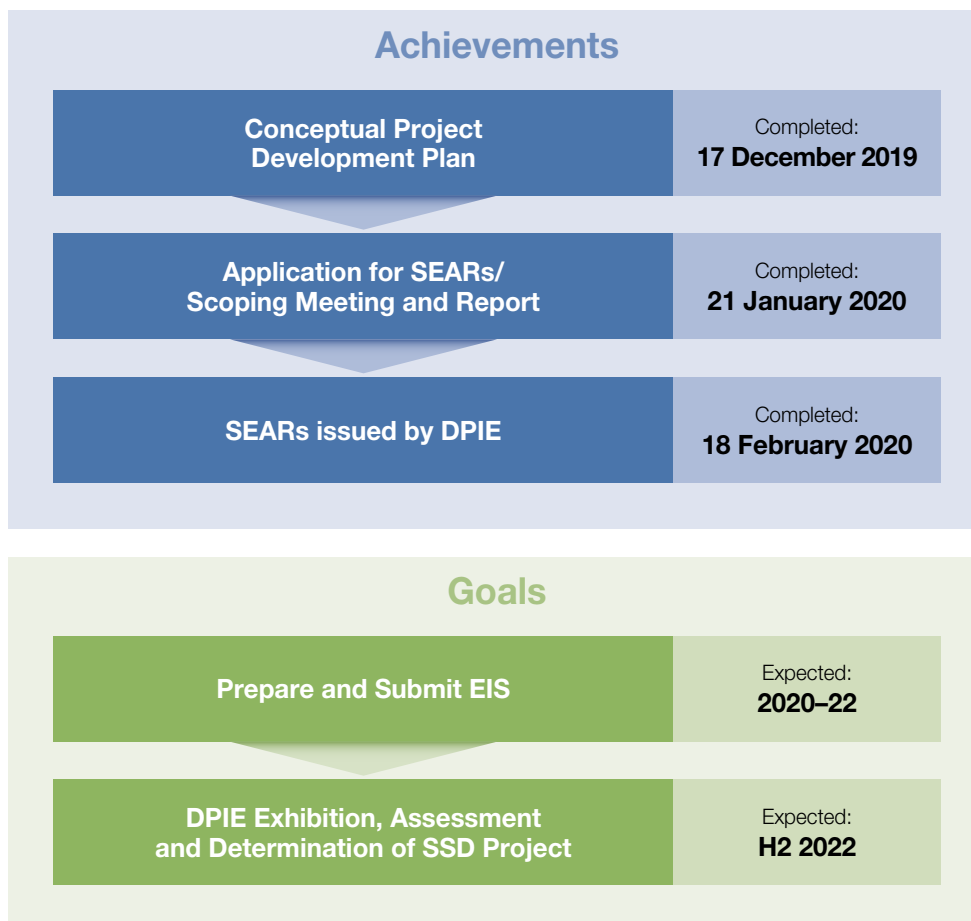 Achievements
Conceptual Project
Development Plan
Completed:
17 December 2019
Application for SEARs/
Scoping Meeting and Report
Completed:
21 January 2020
SEARs issued by DPIE
Completed:
18 February 2020
Goals
Prepare and Submit EIS
Expected:
2020–22
DPIE Exhibition, Assessment
and Determination of SSD Project
Expected:
H2 2022